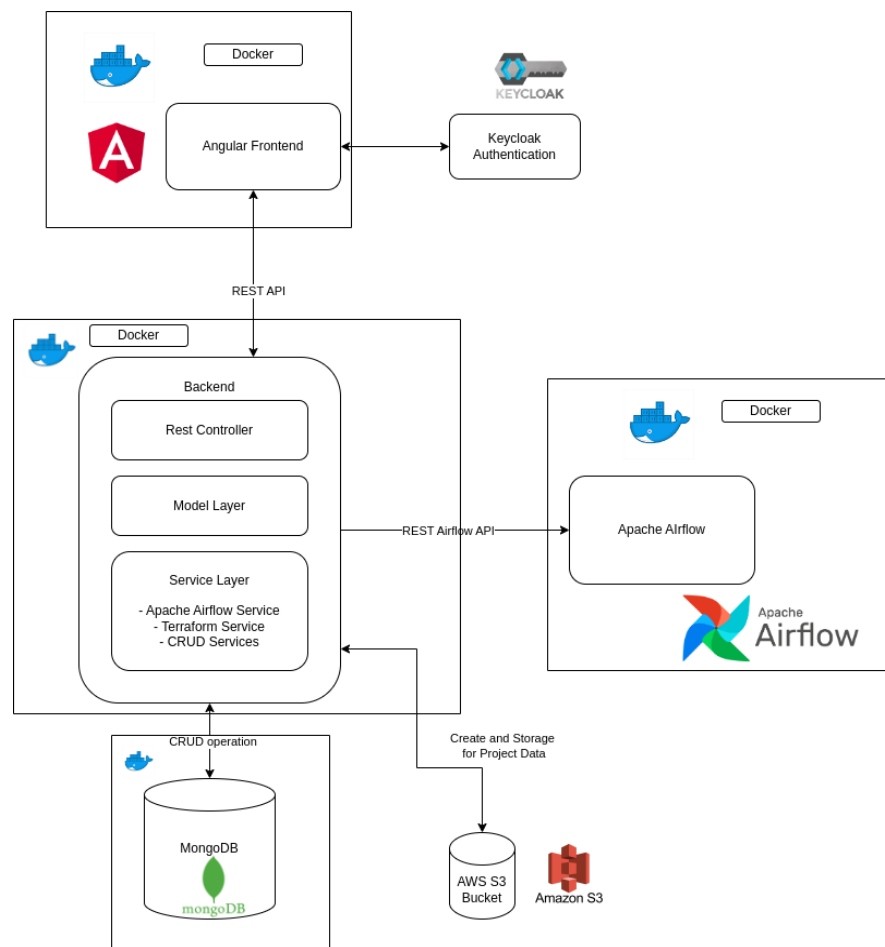 Docker
KEYCLOAK
Angular Frontend
Keycloak
Authentication
REST API
Docker
Backend
Rest Controller
Model Layer
Service Layer
- Apache Airflow Service
- Terraform Service
- CRUD Services
REST Airflow API
Docker
Apache AIrflow
Apache
Airflow
CRUD operation
Create and Storage
for Project Data
MongoDB
mongoDB
AWS S3
Bucket
Amazon S3